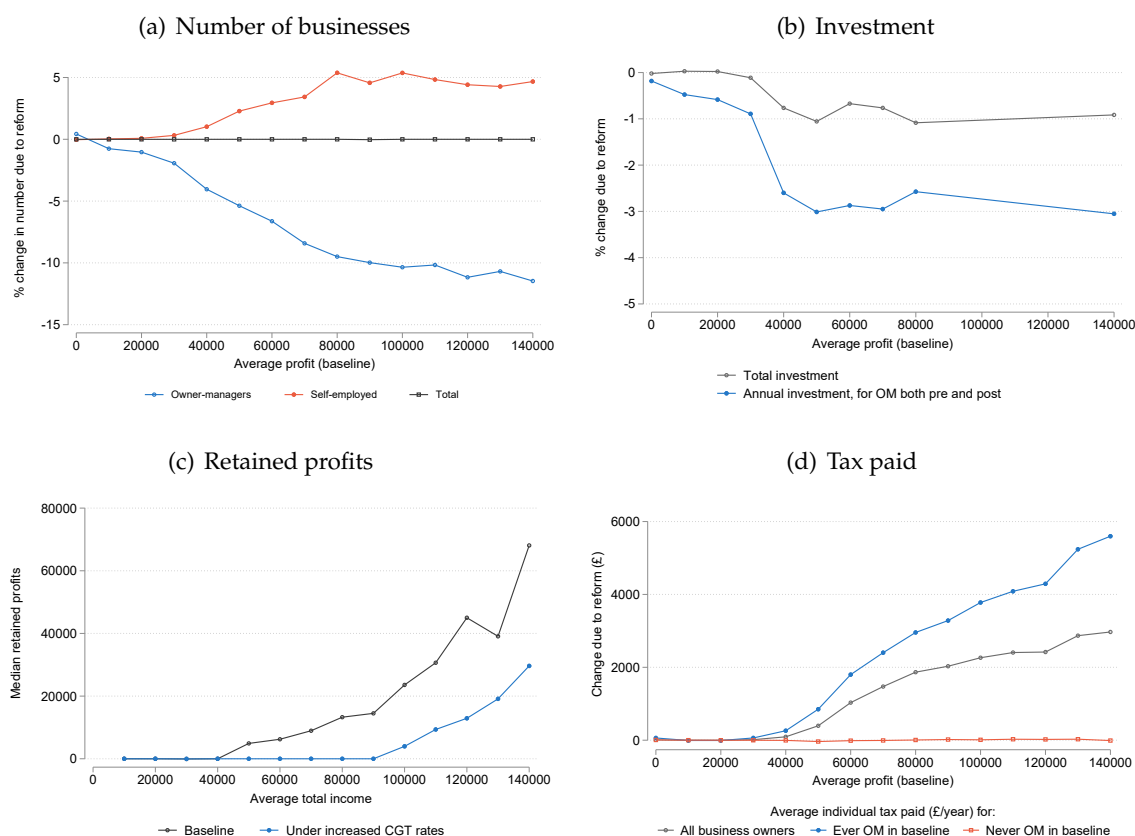 (a) Number of businesses
% change in number due to reform
5
0
-5
-10
-15
0 20000 40000 60000 80000 100000 120000 140000
Average profit (baseline)
Owner-managers Self-employed Total
(b) Investment
% change due to reform
-0
-1
-2
-3
-4
-5
0 20000 40000 60000 80000 100000 120000 140000
Average profit (baseline)
Total investment
Annual investment, for OM both pre and post
(c) Retained profits
Median retained profits
80000
60000
40000
20000
0
0 20000 40000 60000 80000 100000 120000 140000
Average total income
Baseline Under increased CGT rates
(d) Tax paid
Change due to reform (£)
6000
4000
2000
0
0 20000 40000 60000 80000 100000 120000 140000
Average profit (baseline)
Average individual tax paid (£/year) for:
All business owners Ever OM in baseline Never OM in baseline